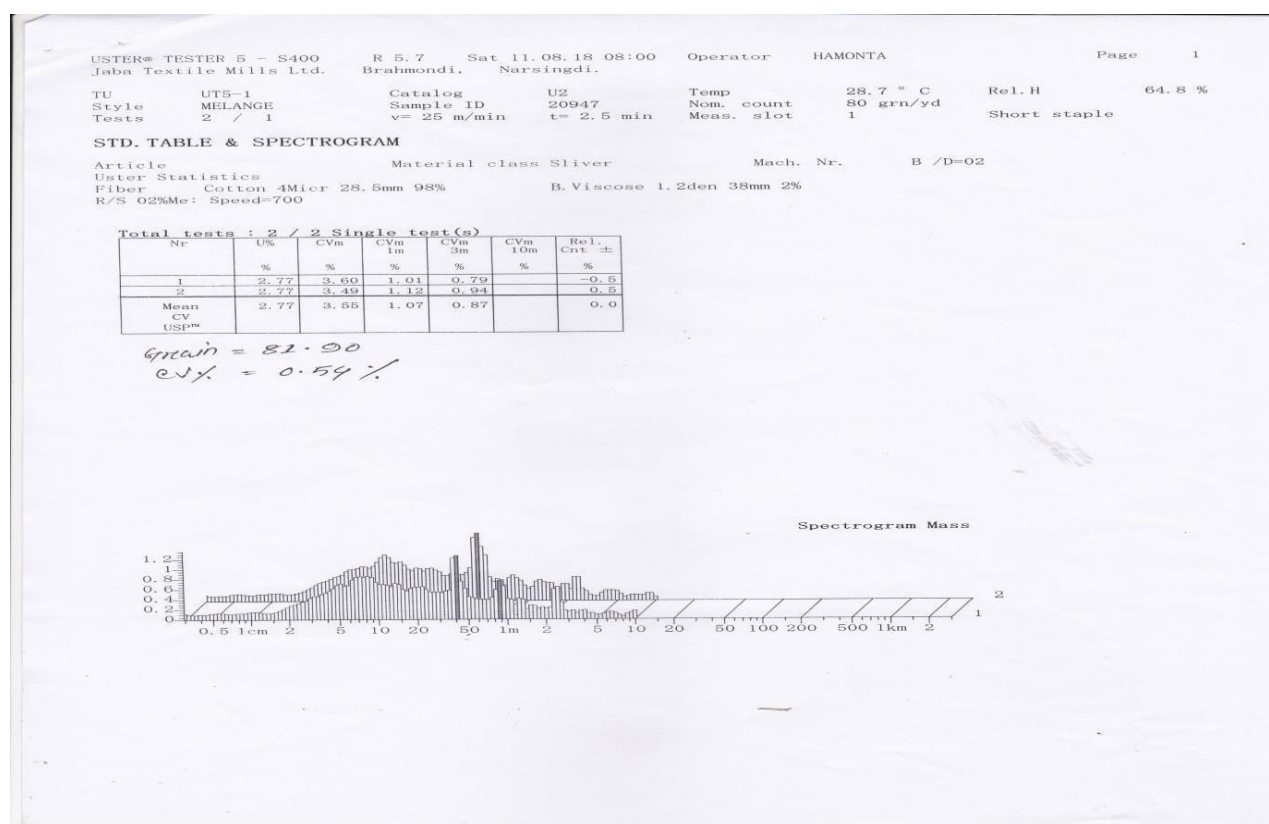 USTER® TESTER 5 - S400 R 5.7 Sat 11.08.18 08:00 Operator HAMONTA Page 1
Jaba Textile Mills Ltd. Brahmondi, Narsingdi.
TU UT5-1 Catalog U2 Temp 28.7 ° C Rel.H 64.8 %
Style MELANGE Sample ID 20947 Nom. count 80 grn/yd
Tests 2 / 1 v= 25 m/min t= 2.5 min Meas. slot 1 Short staple
STD. TABLE & SPECTROGRAM
Article Material class Sliver Mach. Nr. B /D=02
Uster Statistics
Fiber Cotton 4Micr 28.5mm 98% B.Viscose 1.2den 38mm 2%
R/S 02%Me: Speed=700
Total tests : 2 / 2 Single test(s)
Nr U% CVm CVm 1m CVm 3m CVm 10m Rel. Cnt ±
% % % % % %
1 2.77 3.60 1.01 0.79 -0.5
2 2.77 3.49 1.12 0.94 0.5
Mean 2.77 3.55 1.07 0.87 0.0
CV
USP™
Grain = 81.90
CV% = 0.54 %
Spectrogram Mass
1.2
1
0.8
0.6
0.4
0.2
0
2
1
0.5 1cm 2 5 10 20 50 1m 2 5 10 20 50 100 200 500 1km 2